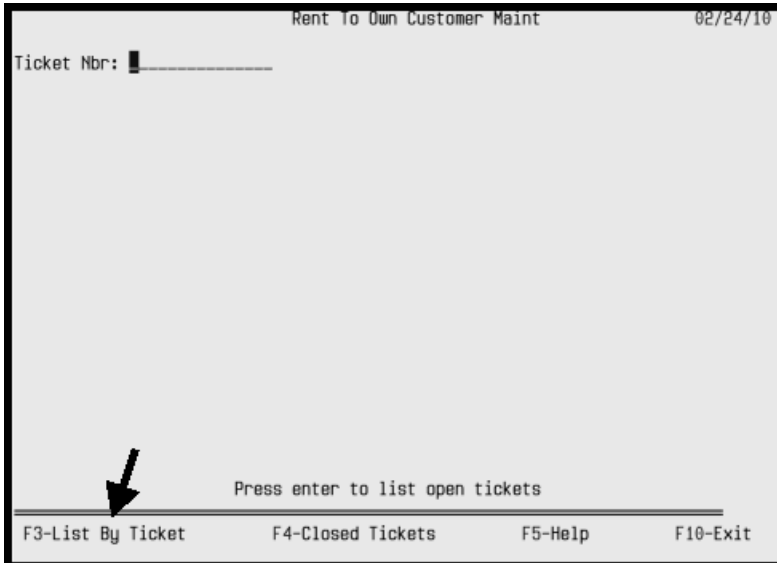 Rent To Own Customer Maint 02/24/10
Ticket Nbr: _______________
Press enter to list open tickets
F3-List By Ticket F4-Closed Tickets F5-Help F10-Exit